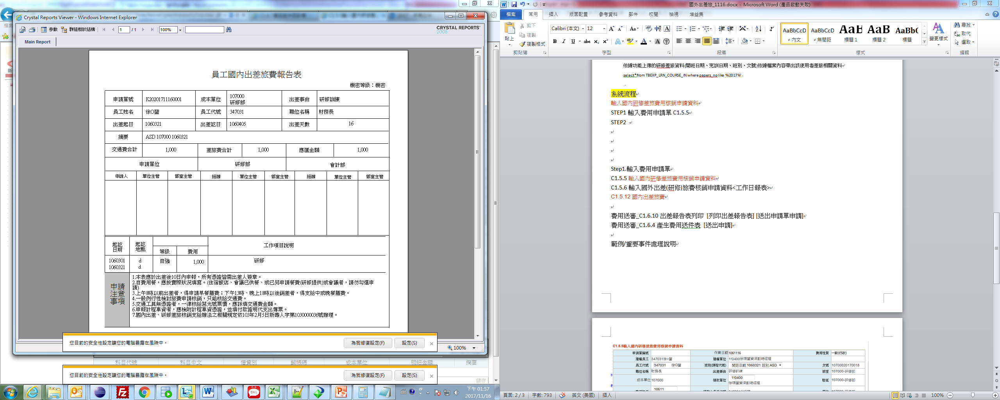 Crystal Reports Viewer - Windows Internet Explorer
參數 群組樹狀結構 1 / 1 100%
CRYSTAL REPORTS 2008
Main Report
員工國內出差旅費報告表
機密等級：機密
申請單號 K20201711160001 成本單位 107000 研修部 出差事由 研修訓練
員工姓名 徐O鋆 員工代號 347031 職位名稱 財務長
出差起日 1060321 出差訖日 1060405 出差天數 16
摘要 ASD 107000 1060321
交通費合計 1,000 差旅費合計 1,000 應匯金額 1,000
申請單位 研修部 會計部
申請人 單位主管 部室主管 經辦 單位主管 部室主管 經辦 單位主管 部室主管
起訖日期 起訖地點 等級 費用 工作項目說明
1060301 d 自強 1,000 研修
1060321 d
申請注意事項
1.本表應於出差後10日內申報，所有憑證皆需出差人簽章。
2.自費用餐，應按實際狀況填寫。(住宿飯店、會議已供餐、或已另申請餐費(研修提供)或會議者，請勿勾選申
請)
3.上午8時以前出差者，得申請早餐膳費；下午13時、晚上18時以後銷差者，得支給中或晚餐膳費。
4.一般例行性檢討旅費申請核銷，只能核給交通費。
5.交通工具無憑證者，一律核給莒光號票價，應詳填交通費金額。
6.申報計程車資者，應檢附計程車資憑證，並填付款證明代支出傳票。
7.國內出差、研修差旅核銷支給辦法之相關規定依103年2月5日新壽人字第1030000036號辦理。
您目前的安全性設定讓您的電腦暴露在風險中。 為我修復設定(F) 設定(S)
100%
科目代號 科目中文 借貸別 銷帳碼 成本單位 明細金額 摘要
您目前的安全性設定讓您的電腦暴露在風險中。 為我修復設定(F) 設定(S)
儲存
下午 01:57
2017/11/16
國外出差旅_1116.docx - Microsoft Word (產品啟動失敗)
檔案 常用 插入 版面配置 參考資料 郵件 校閱 檢視 增益集
貼上 剪下 複製 複製格式 剪貼簿
Calibri (本文) 12 字型
段落
AaBbCcD 內文 AaBbCcD 無間距 AaB 標題 1 AaB 標題 2 AaBb( 標題 變更樣式 樣式
尋找 取代 選取 編輯
依據功能上傳的研修差旅資料(開班日期、完訓日期、班別、文號)依據檔案內容帶出該使用者差旅相關資料
select*from TBEXP_LRN_COURSE_IN where papers_no like '%2017%'
系統流程
輸入國內研修差旅費用核銷申請資料
STEP1 輸入費用申請單 C1.5.5
STEP2
Step1.輸入費用申請單
C1.5.5 輸入國內研修差旅費用核銷申請資料
C1.5.6 輸入國外出差(研修)旅費核銷申請資料<工作日報表>
C1.5.12 國內出差旅費
費用送審_C1.6.10 出差報告表列印 [列印出差報告表] [送出申請單申請]
費用送審_C1.6.4 產生費用送件表 [送出申請]
範例/重要事件處理說明
C1.5.5輸入國內研修差旅費用核銷申請資料
申請單編號 作業日期 1061116 費用性質 一般(行政)
建檔員工 347031徐○鋆 建檔單位 1!0400徐順鋆資深副總經理
員工代號 347031 徐O鋆 班別(課程代號) 開班日期:1060321 班別:ASD 文號 10700020170018
職位名稱 財務長 出差事由 研修訓練 部室 107000-研修部
成本單位 107000 領款單位 1!0400 徐順鋆資深副總經理 駐區 107000-研修部
10611
頁面: 2 / 3 字數: 793 英文 (美國) 插入 100%